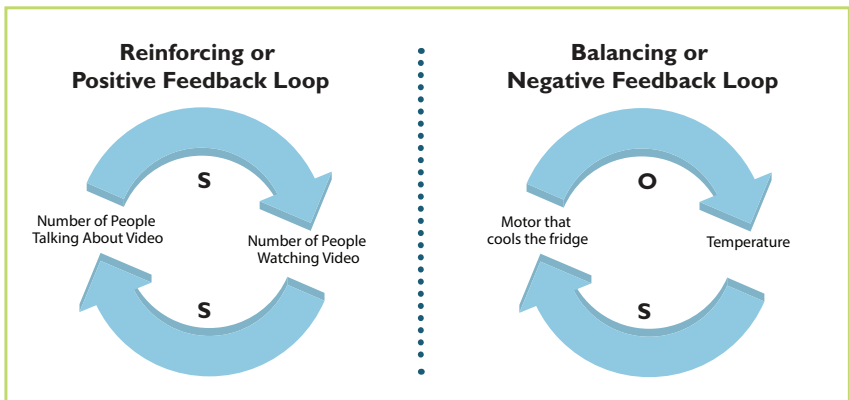 Reinforcing or
Positive Feedback Loop
S
Number of People
Talking About Video
Number of People
Watching Video
S
Balancing or
Negative Feedback Loop
O
Motor that
cools the fridge
Temperature
S